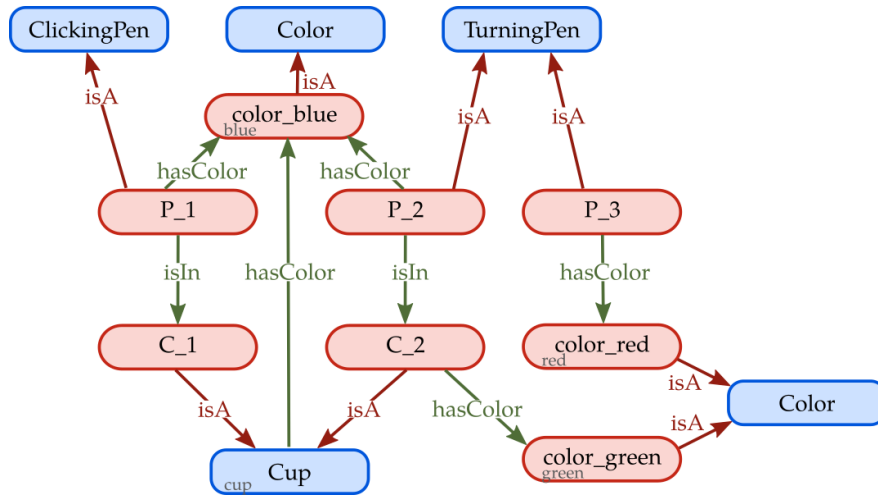 ClickingPen
Color
TurningPen
isA
isA
color_blue
blue
isA
isA
hasColor
hasColor
P_1
P_2
P_3
isIn
hasColor
isIn
hasColor
C_1
C_2
color_red
red
isA
isA
isA
hasColor
isA
Color
Cup
cup
color_green
green